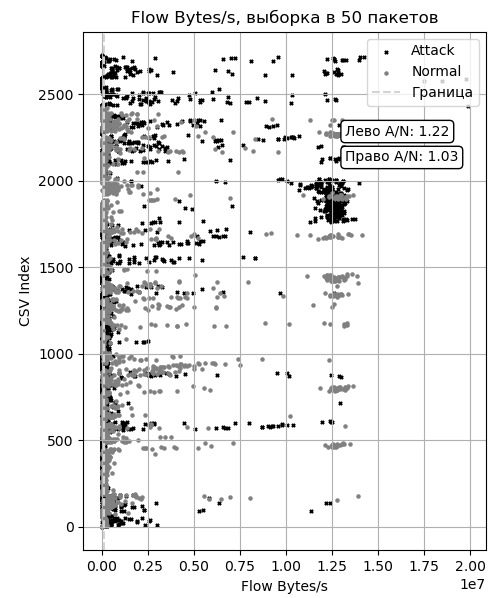 Flow Bytes/s, выборка в 50 пакетов
Attack
Normal
Граница
Лево A/N: 1.22
Право A/N: 1.03
CSV Index
2500
2000
1500
1000
500
0
0.00 0.25 0.50 0.75 1.00 1.25 1.50 1.75 2.00
1e7
Flow Bytes/s